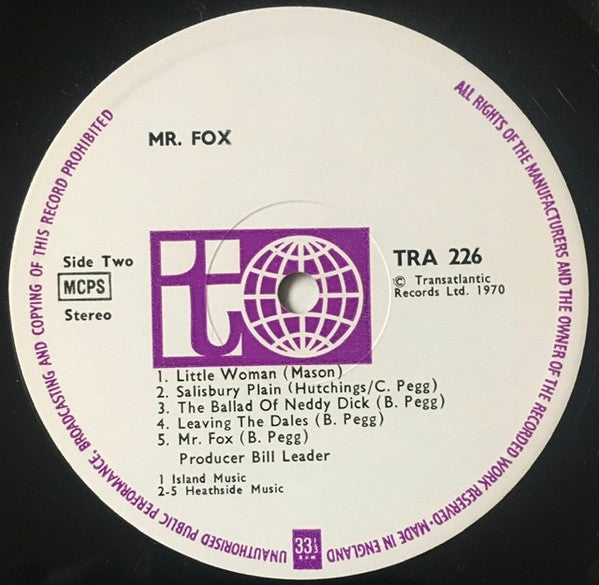 MR. FOX
Side Two
MCPS
Stereo
t
TRA 226
© Transatlantic
Records Ltd. 1970
1. Little Woman (Mason)
2. Salisbury Plain (Hutchings/C. Pegg)
3. The Ballad Of Neddy Dick (B. Pegg)
4. Leaving The Dales (B. Pegg)
5. Mr. Fox (B. Pegg)
Producer Bill Leader
1 Island Music
2-5 Heathside Music
ALL RIGHTS OF THE MANUFACTURERS AND THE OWNER OF THE RECORDED WORK RESERVED · MADE IN ENGLAND
33⅓
RPM
UNAUTHORISED PUBLIC PERFORMANCE, BROADCASTING AND COPYING OF THIS RECORD PROHIBITED